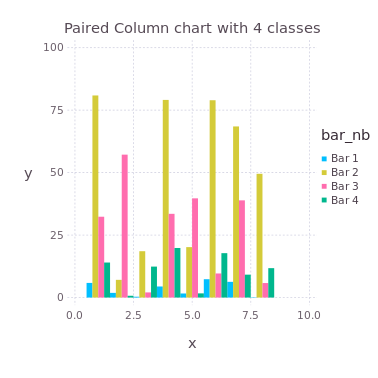 Paired Column chart with 4 classes
100
75
50
25
0
y
0.0 2.5 5.0 7.5 10.0
x
bar_nb
Bar 1
Bar 2
Bar 3
Bar 4